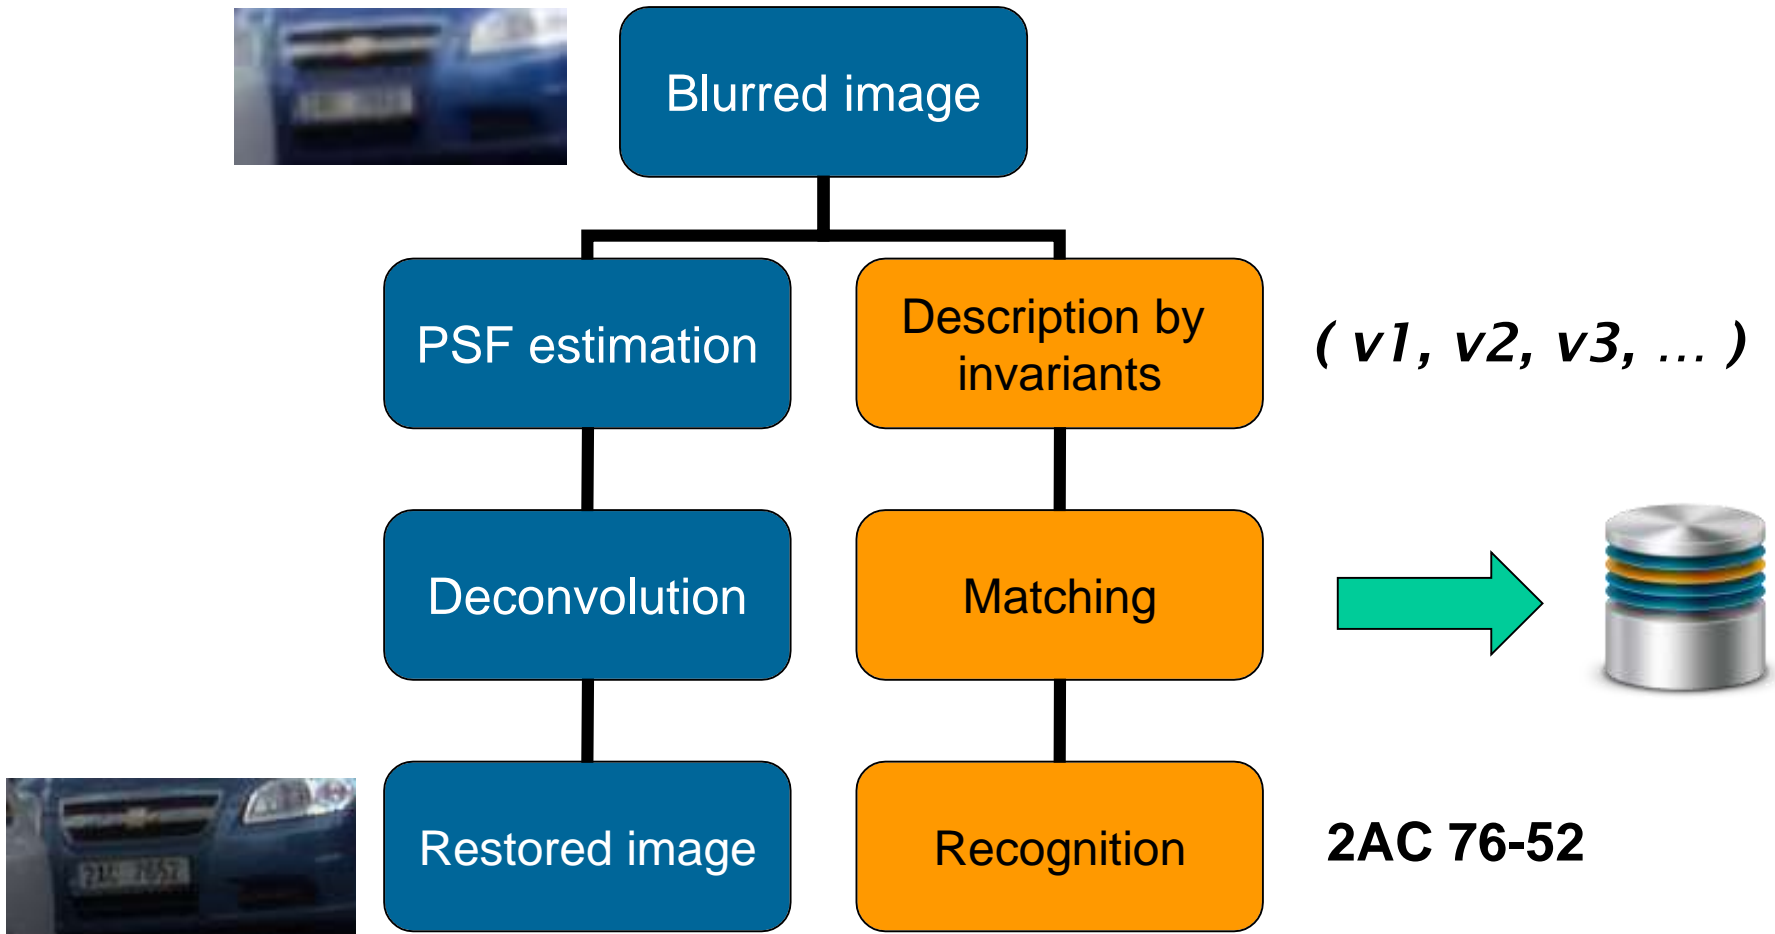 Blurred image
PSF estimation
Description by
invariants
( v1, v2, v3, ... )
Deconvolution
Matching
Restored image
Recognition
2AC 76-52